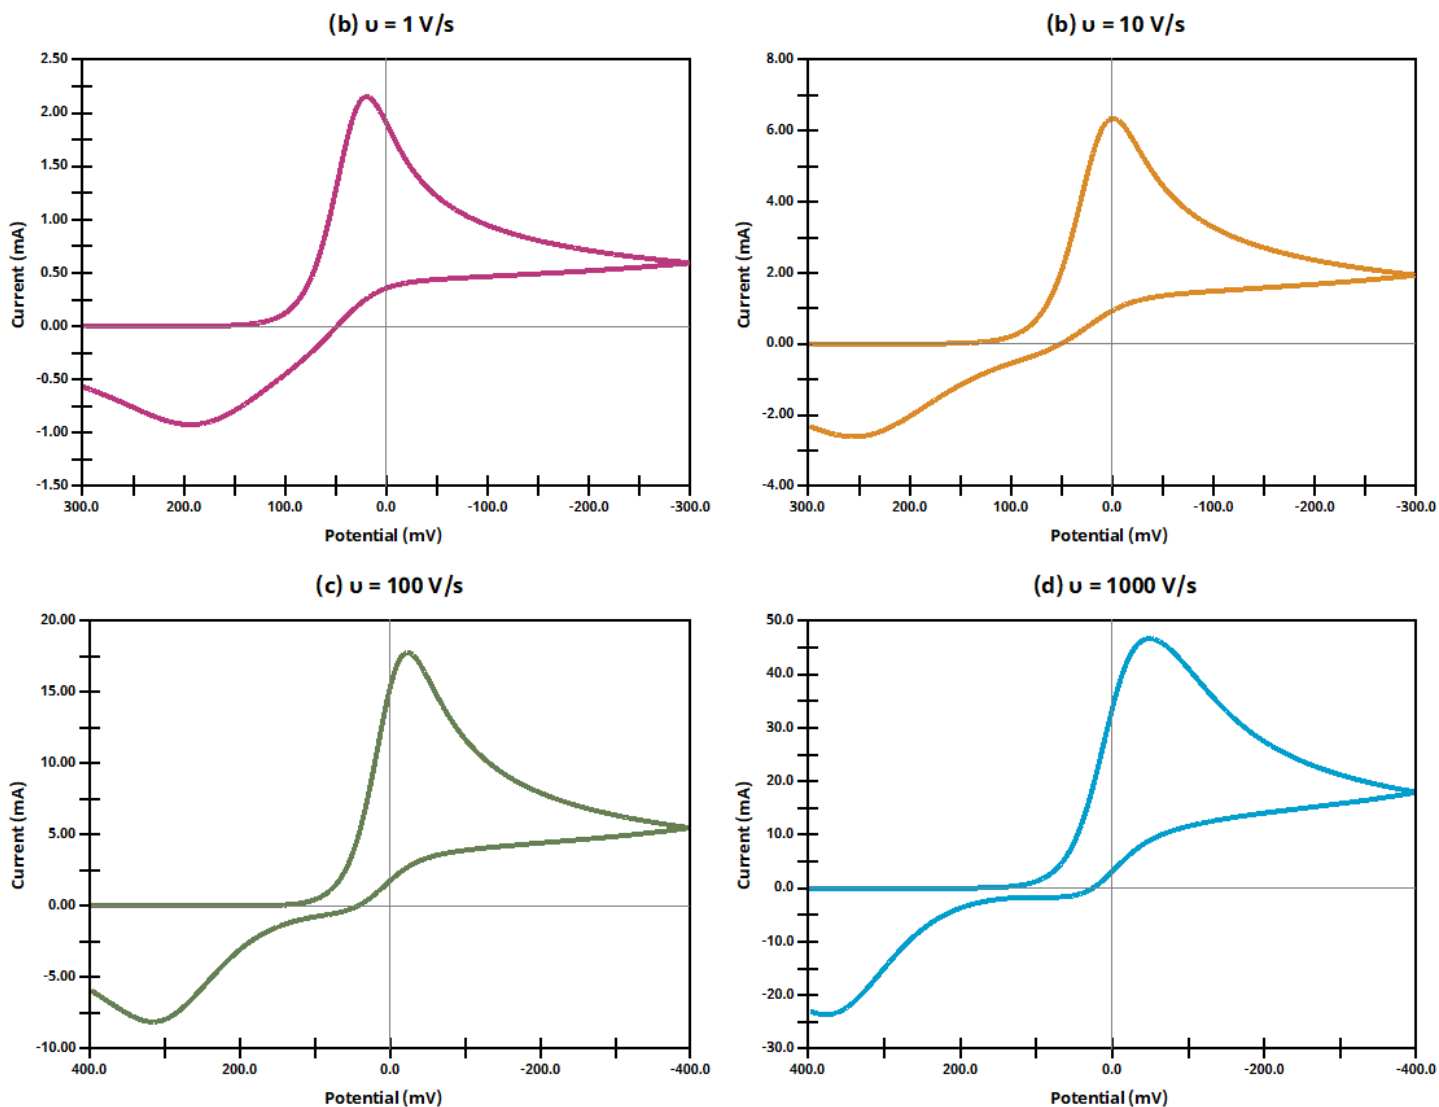 (b) υ = 1 V/s
2.50
2.00
1.50
1.00
0.50
0.00
-0.50
-1.00
-1.50
Current (mA)
300.0 200.0 100.0 0.0 -100.0 -200.0 -300.0
Potential (mV)
(b) υ = 10 V/s
8.00
6.00
4.00
2.00
0.00
-2.00
-4.00
Current (mA)
300.0 200.0 100.0 0.0 -100.0 -200.0 -300.0
Potential (mV)
(c) υ = 100 V/s
20.00
15.00
10.00
5.00
0.00
-5.00
-10.00
Current (mA)
400.0 200.0 0.0 -200.0 -400.0
Potential (mV)
(d) υ = 1000 V/s
50.0
40.0
30.0
20.0
10.0
0.0
-10.0
-20.0
-30.0
Current (mA)
400.0 200.0 0.0 -200.0 -400.0
Potential (mV)